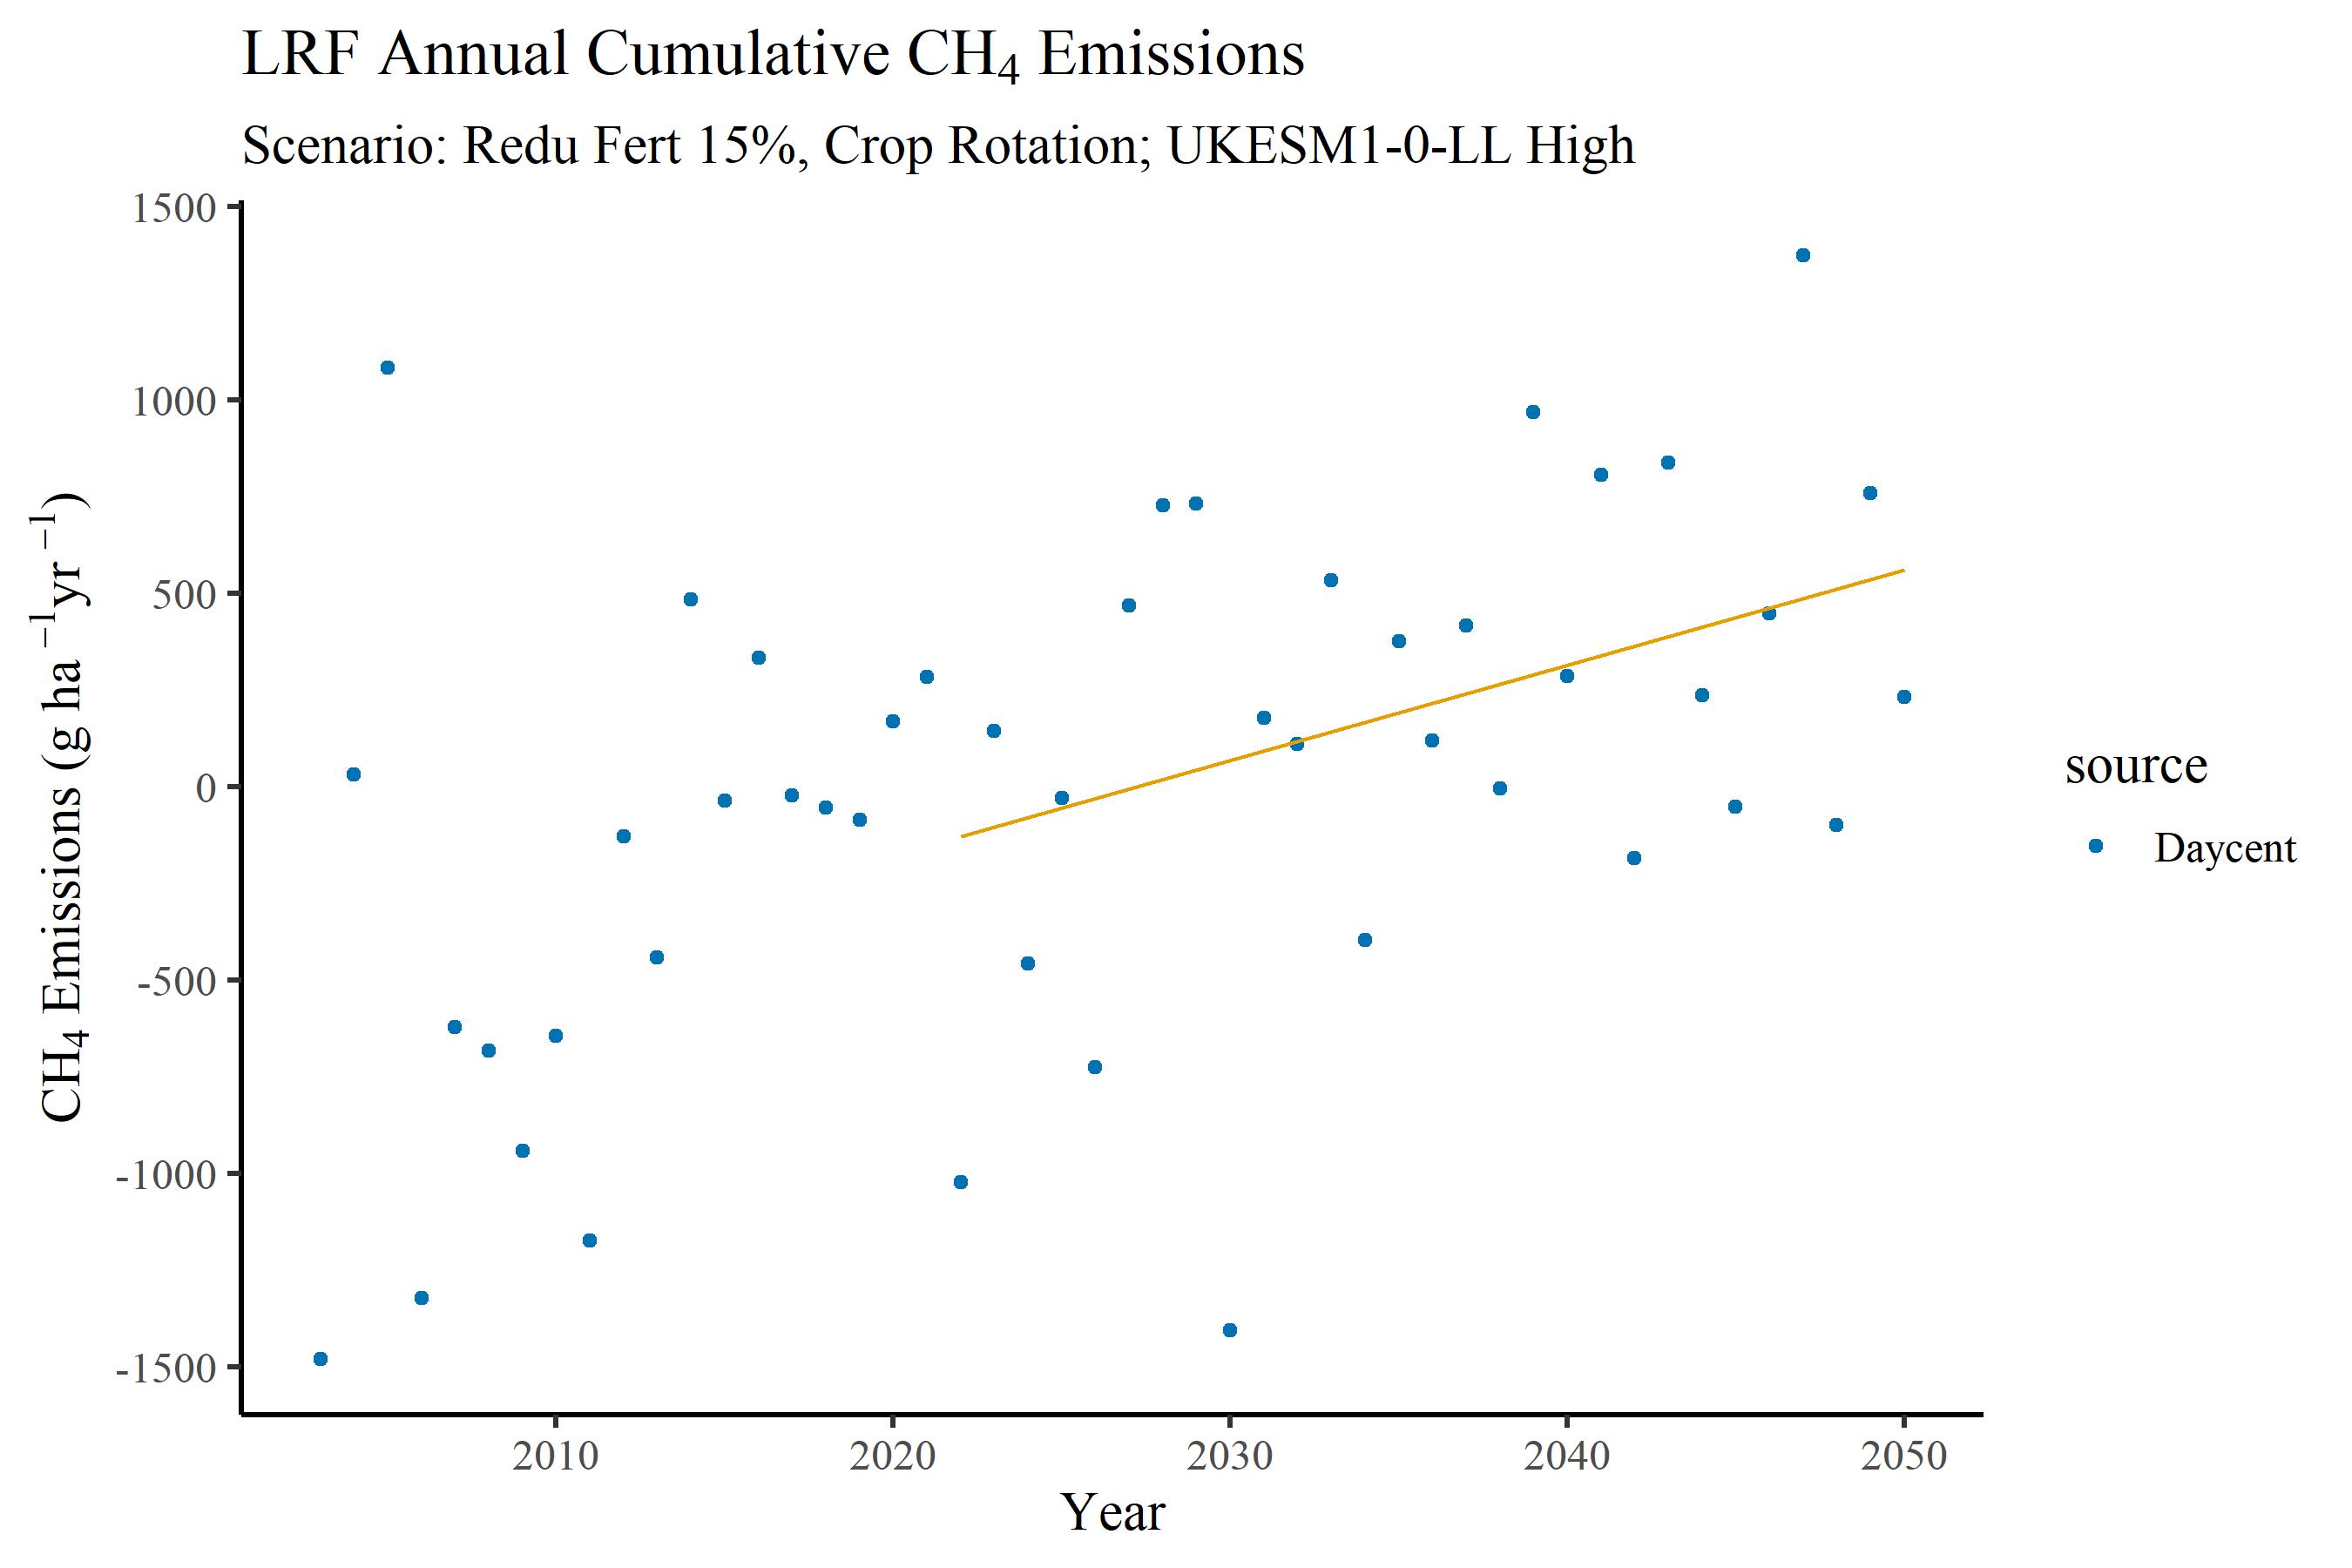 LRF Annual Cumulative CH₄ Emissions
Scenario: Redu Fert 15%, Crop Rotation; UKESM1-0-LL High
CH₄ Emissions (g ha ⁻¹yr ⁻¹)
1500
1000
500
0
-500
-1000
-1500
2010 2020 2030 2040 2050
Year
source
Daycent